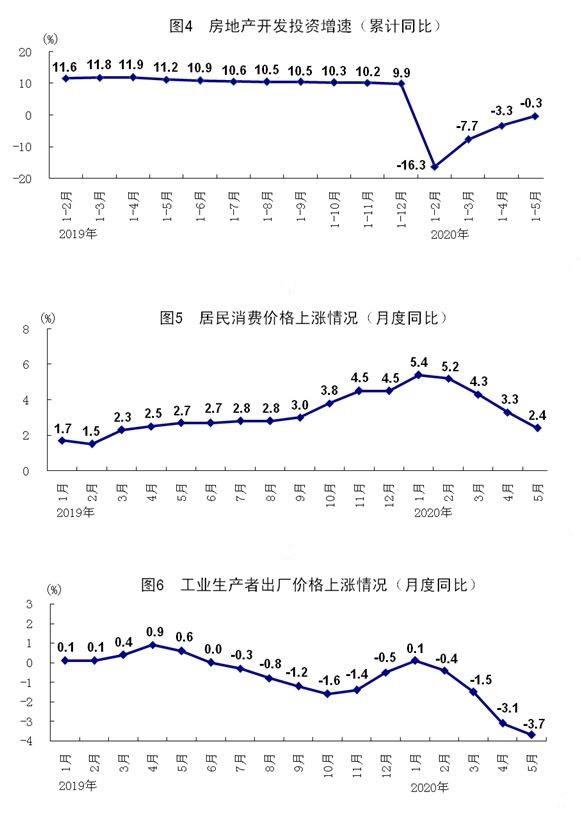 图4 房地产开发投资增速（累计同比）
(%)
20
10
0
-10
-20
11.6 11.8 11.9 11.2 10.9 10.6 10.5 10.5 10.3 10.2 9.9 -16.3 -7.7 -3.3 -0.3
1-2月 1-3月 1-4月 1-5月 1-6月 1-7月 1-8月 1-9月 1-10月 1-11月 1-12月 1-2月 1-3月 1-4月 1-5月
2019年 2020年
图5 居民消费价格上涨情况（月度同比）
(%)
8
6
4
2
0
1.7 1.5 2.3 2.5 2.7 2.7 2.8 2.8 3.0 3.8 4.5 4.5 5.4 5.2 4.3 3.3 2.4
1月 2月 3月 4月 5月 6月 7月 8月 9月 10月 11月 12月 1月 2月 3月 4月 5月
2019年 2020年
图6 工业生产者出厂价格上涨情况（月度同比）
(%)
3
2
1
0
-1
-2
-3
-4
0.1 0.1 0.4 0.9 0.6 0.0 -0.3 -0.8 -1.2 -1.6 -1.4 -0.5 0.1 -0.4 -1.5 -3.1 -3.7
1月 2月 3月 4月 5月 6月 7月 8月 9月 10月 11月 12月 1月 2月 3月 4月 5月
2019年 2020年